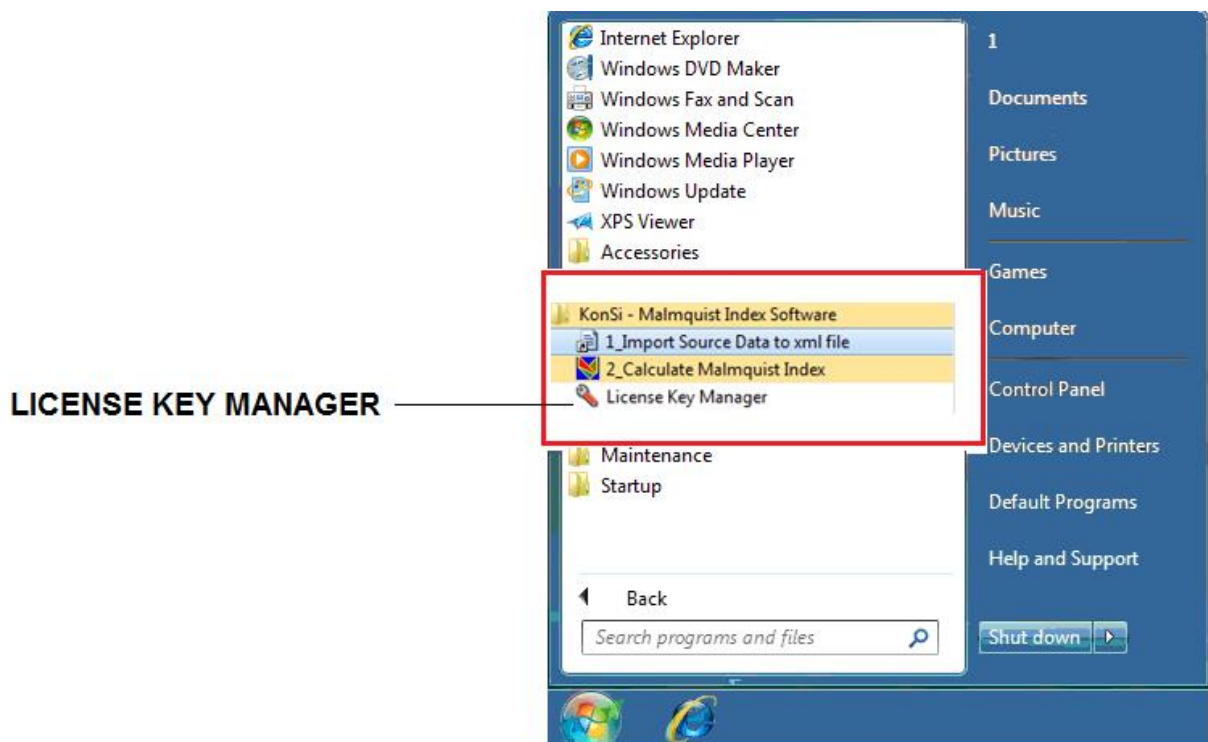 Internet Explorer
Windows DVD Maker
Windows Fax and Scan
Windows Media Center
Windows Media Player
Windows Update
XPS Viewer
Accessories
KonSi - Malmquist Index Software
1_Import Source Data to xml file
2_Calculate Malmquist Index
License Key Manager
Maintenance
Startup
Back
Search programs and files
1
Documents
Pictures
Music
Games
Computer
Control Panel
Devices and Printers
Default Programs
Help and Support
Shut down
LICENSE KEY MANAGER